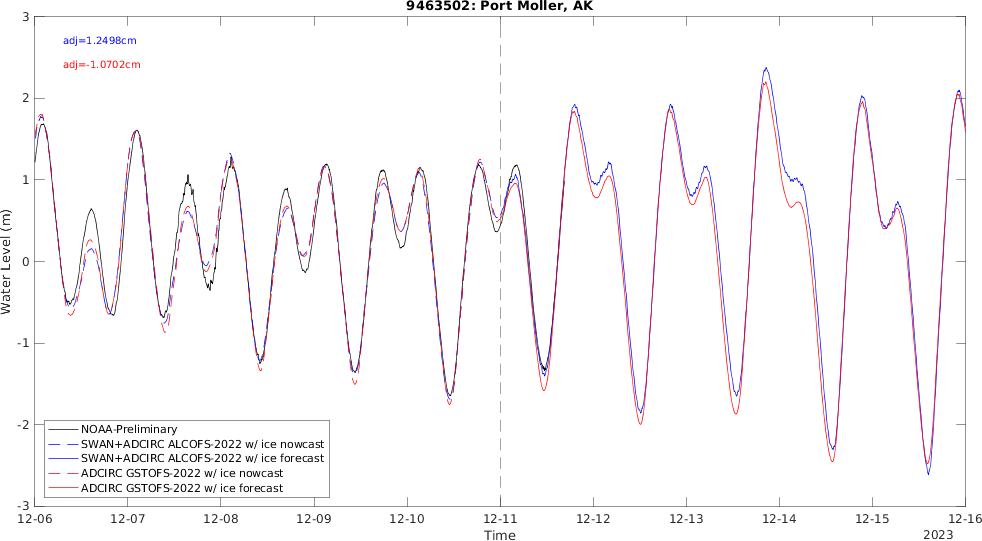 9463502: Port Moller, AK
adj=1.2498cm
adj=-1.0702cm
Water Level (m)
3
2
1
0
-1
-2
-3
NOAA-Preliminary
SWAN+ADCIRC ALCOFS-2022 w/ ice nowcast
SWAN+ADCIRC ALCOFS-2022 w/ ice forecast
ADCIRC GSTOFS-2022 w/ ice nowcast
ADCIRC GSTOFS-2022 w/ ice forecast
12-06 12-07 12-08 12-09 12-10 12-11 12-12 12-13 12-14 12-15 12-16
Time
2023